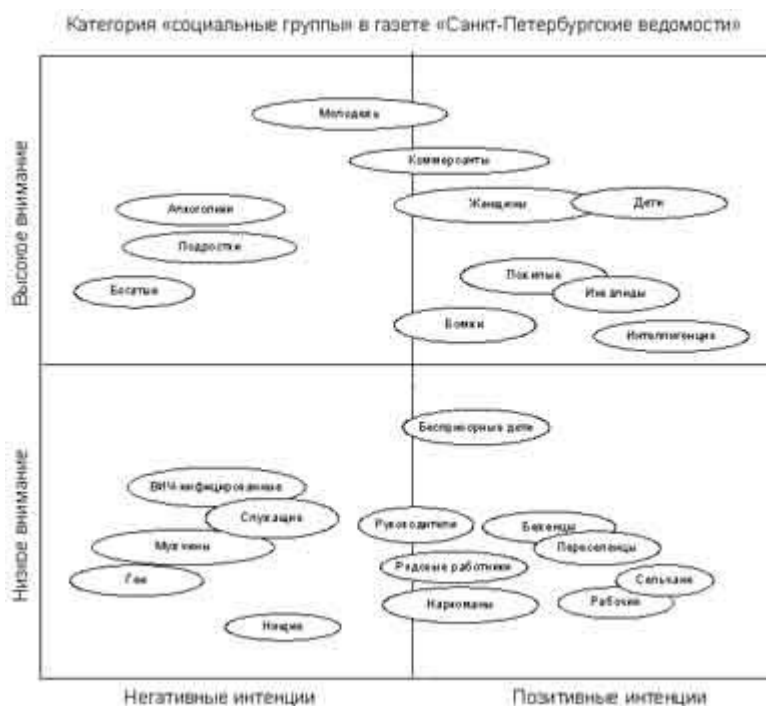 Категория «социальные группы» в газете «Санкт-Петербургские ведомости»
Высокое внимание
Молодежь
Коммерсанты
Алкоголики
Женщины
Дети
Подростки
Богатые
Пожилые
Инвалиды
Бомжи
Интеллигенция
Низкое внимание
Беспризорные дети
ВИЧ-инфицированные
Служащие
Руководители
Беженцы
Мужчины
Переселенцы
Геи
Рядовые работники
Сельчане
Наркоманы
Рабочие
Нищие
Негативные интенции
Позитивные интенции